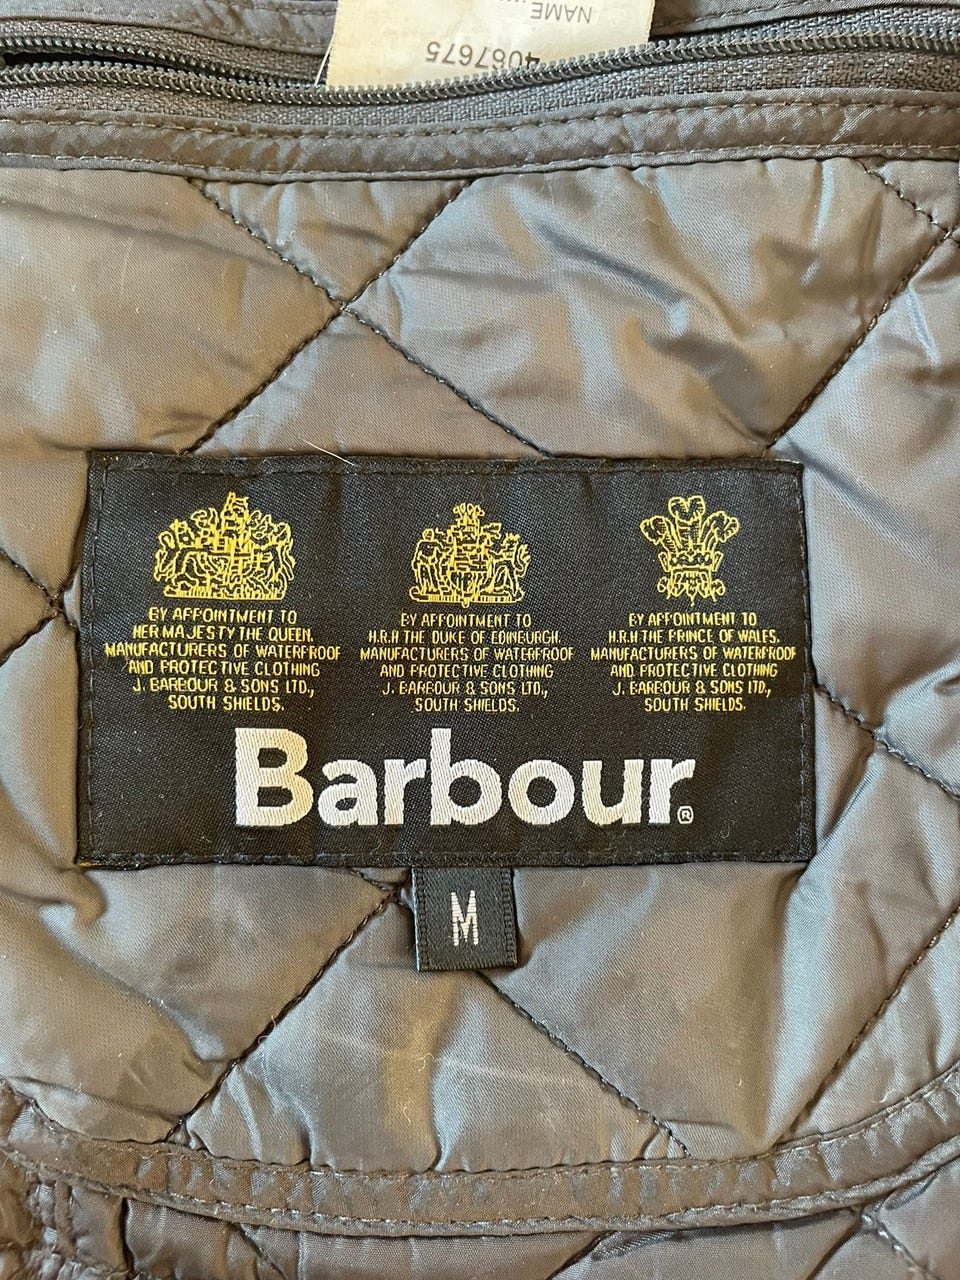 NAME
4067675
BY APPOINTMENT TO
HER MAJESTY THE QUEEN.
MANUFACTURERS OF WATERPROOF
AND PROTECTIVE CLOTHING
J. BARBOUR & SONS LTD.,
SOUTH SHIELDS.
BY APPOINTMENT TO
H.R.H THE DUKE OF EDINBURGH.
MANUFACTURERS OF WATERPROOF
AND PROTECTIVE CLOTHING
J. BARBOUR & SONS LTD.,
SOUTH SHIELDS.
BY APPOINTMENT TO
H.R.H THE PRINCE OF WALES.
MANUFACTURERS OF WATERPROOF
AND PROTECTIVE CLOTHING
J. BARBOUR & SONS LTD.,
SOUTH SHIELDS.
Barbour®
M